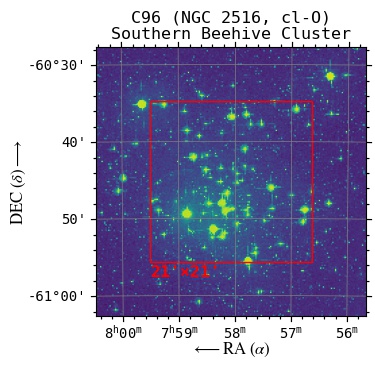 C96 (NGC 2516, cl-O)
Southern Beehive Cluster
-60°30'
40'
50'
-61°00'
DEC (δ) ⟶
21'×21'
8ʰ00ᵐ 7ʰ59ᵐ 58ᵐ 57ᵐ 56ᵐ
⟵ RA (α)